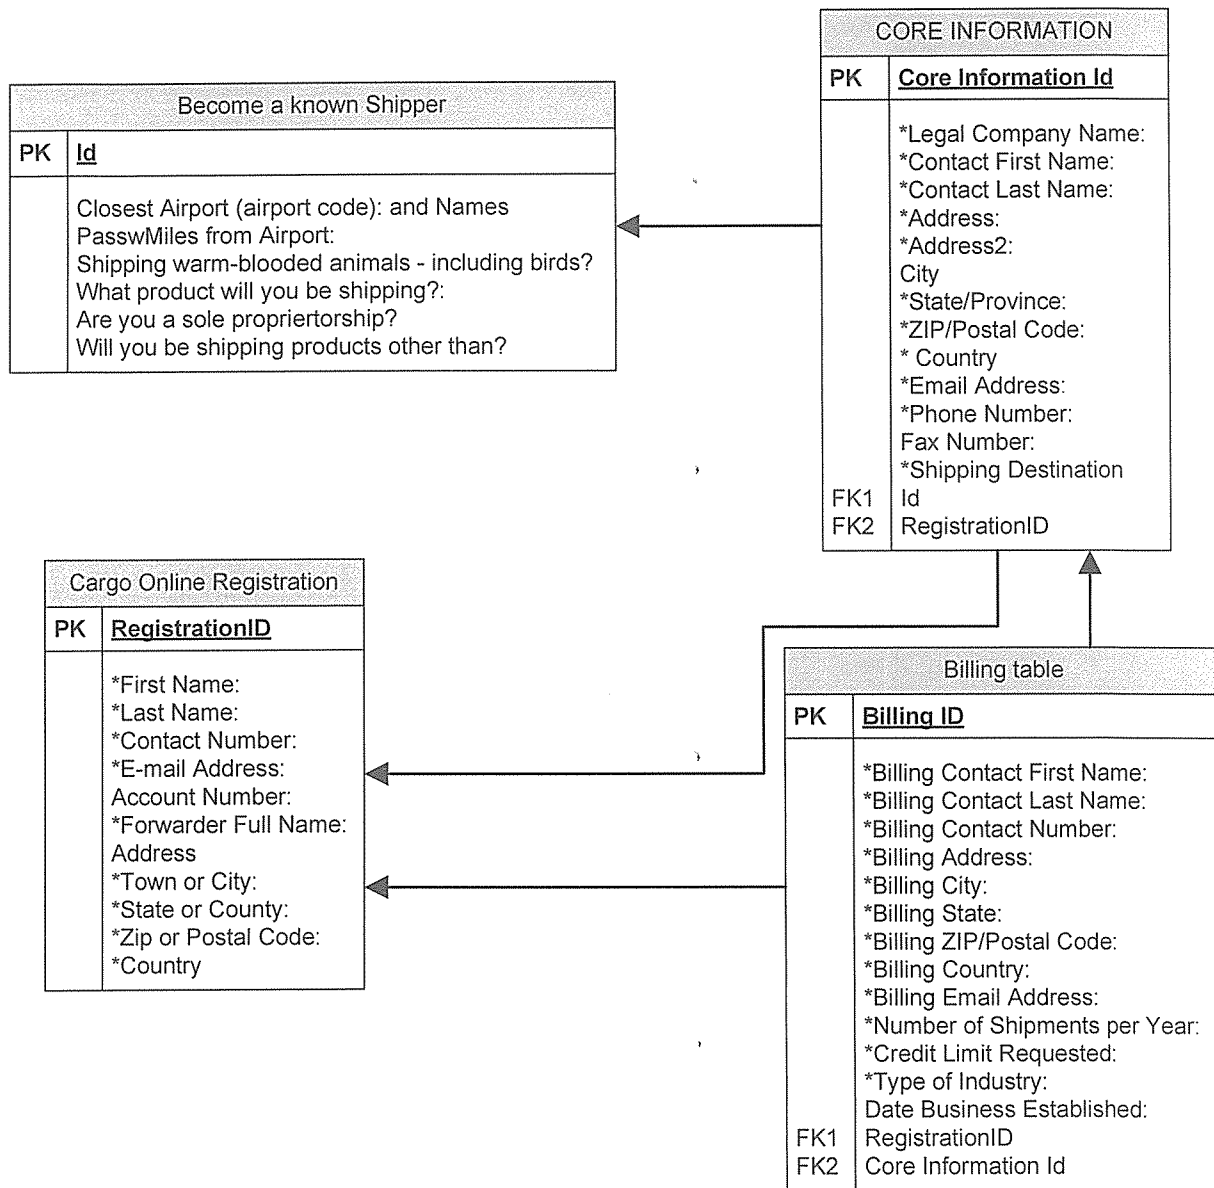 CORE INFORMATION
PK Core Information Id
*Legal Company Name:
*Contact First Name:
*Contact Last Name:
*Address:
*Address2:
City
*State/Province:
*ZIP/Postal Code:
* Country
*Email Address:
*Phone Number:
Fax Number:
*Shipping Destination
FK1 Id
FK2 RegistrationID
Become a known Shipper
PK Id
Closest Airport (airport code): and Names
PasswMiles from Airport:
Shipping warm-blooded animals - including birds?
What product will you be shipping?:
Are you a sole propriertorship?
Will you be shipping products other than?
Cargo Online Registration
PK RegistrationID
*First Name:
*Last Name:
*Contact Number:
*E-mail Address:
Account Number:
*Forwarder Full Name:
Address
*Town or City:
*State or County:
*Zip or Postal Code:
*Country
Billing table
PK Billing ID
*Billing Contact First Name:
*Billing Contact Last Name:
*Billing Contact Number:
*Billing Address:
*Billing City:
*Billing State:
*Billing ZIP/Postal Code:
*Billing Country:
*Billing Email Address:
*Number of Shipments per Year:
*Credit Limit Requested:
*Type of Industry:
Date Business Established:
FK1 RegistrationID
FK2 Core Information Id